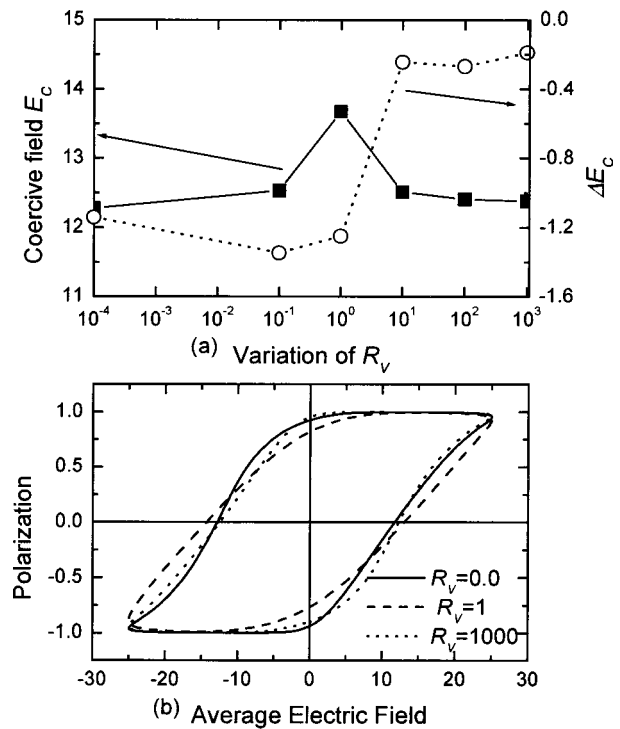 15
14
13
12
11
Coercive field E_c
0.0
-0.4
-0.8
-1.2
-1.6
ΔE_c
10^-4 10^-3 10^-2 10^-1 10^0 10^1 10^2 10^3
(a) Variation of R_v
1.0
0.5
0.0
-0.5
-1.0
Polarization
R_v=0.0
R_v=1
R_v=1000
-30 -20 -10 0 10 20 30
(b) Average Electric Field